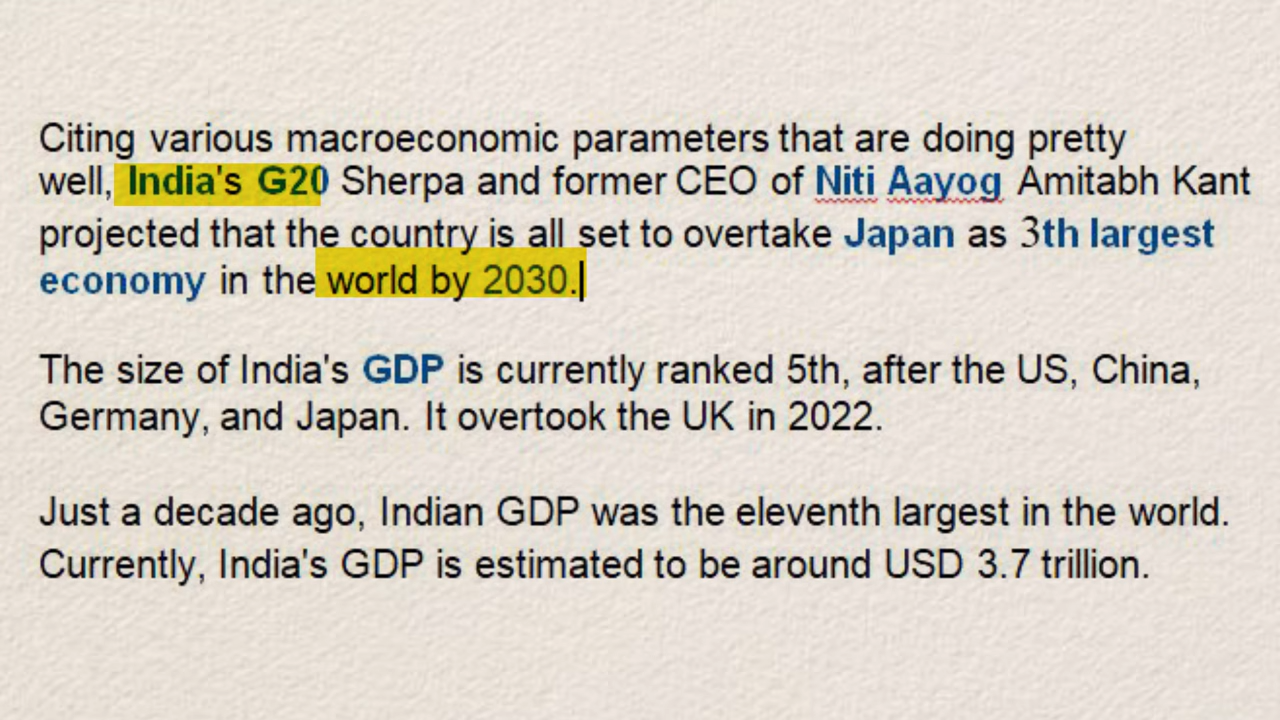 Citing various macroeconomic parameters that are doing pretty
well, India's G20 Sherpa and former CEO of Niti Aayog Amitabh Kant
projected that the country is all set to overtake Japan as 3th largest
economy in the world by 2030.
The size of India's GDP is currently ranked 5th, after the US, China,
Germany, and Japan. It overtook the UK in 2022.
Just a decade ago, Indian GDP was the eleventh largest in the world.
Currently, India's GDP is estimated to be around USD 3.7 trillion.